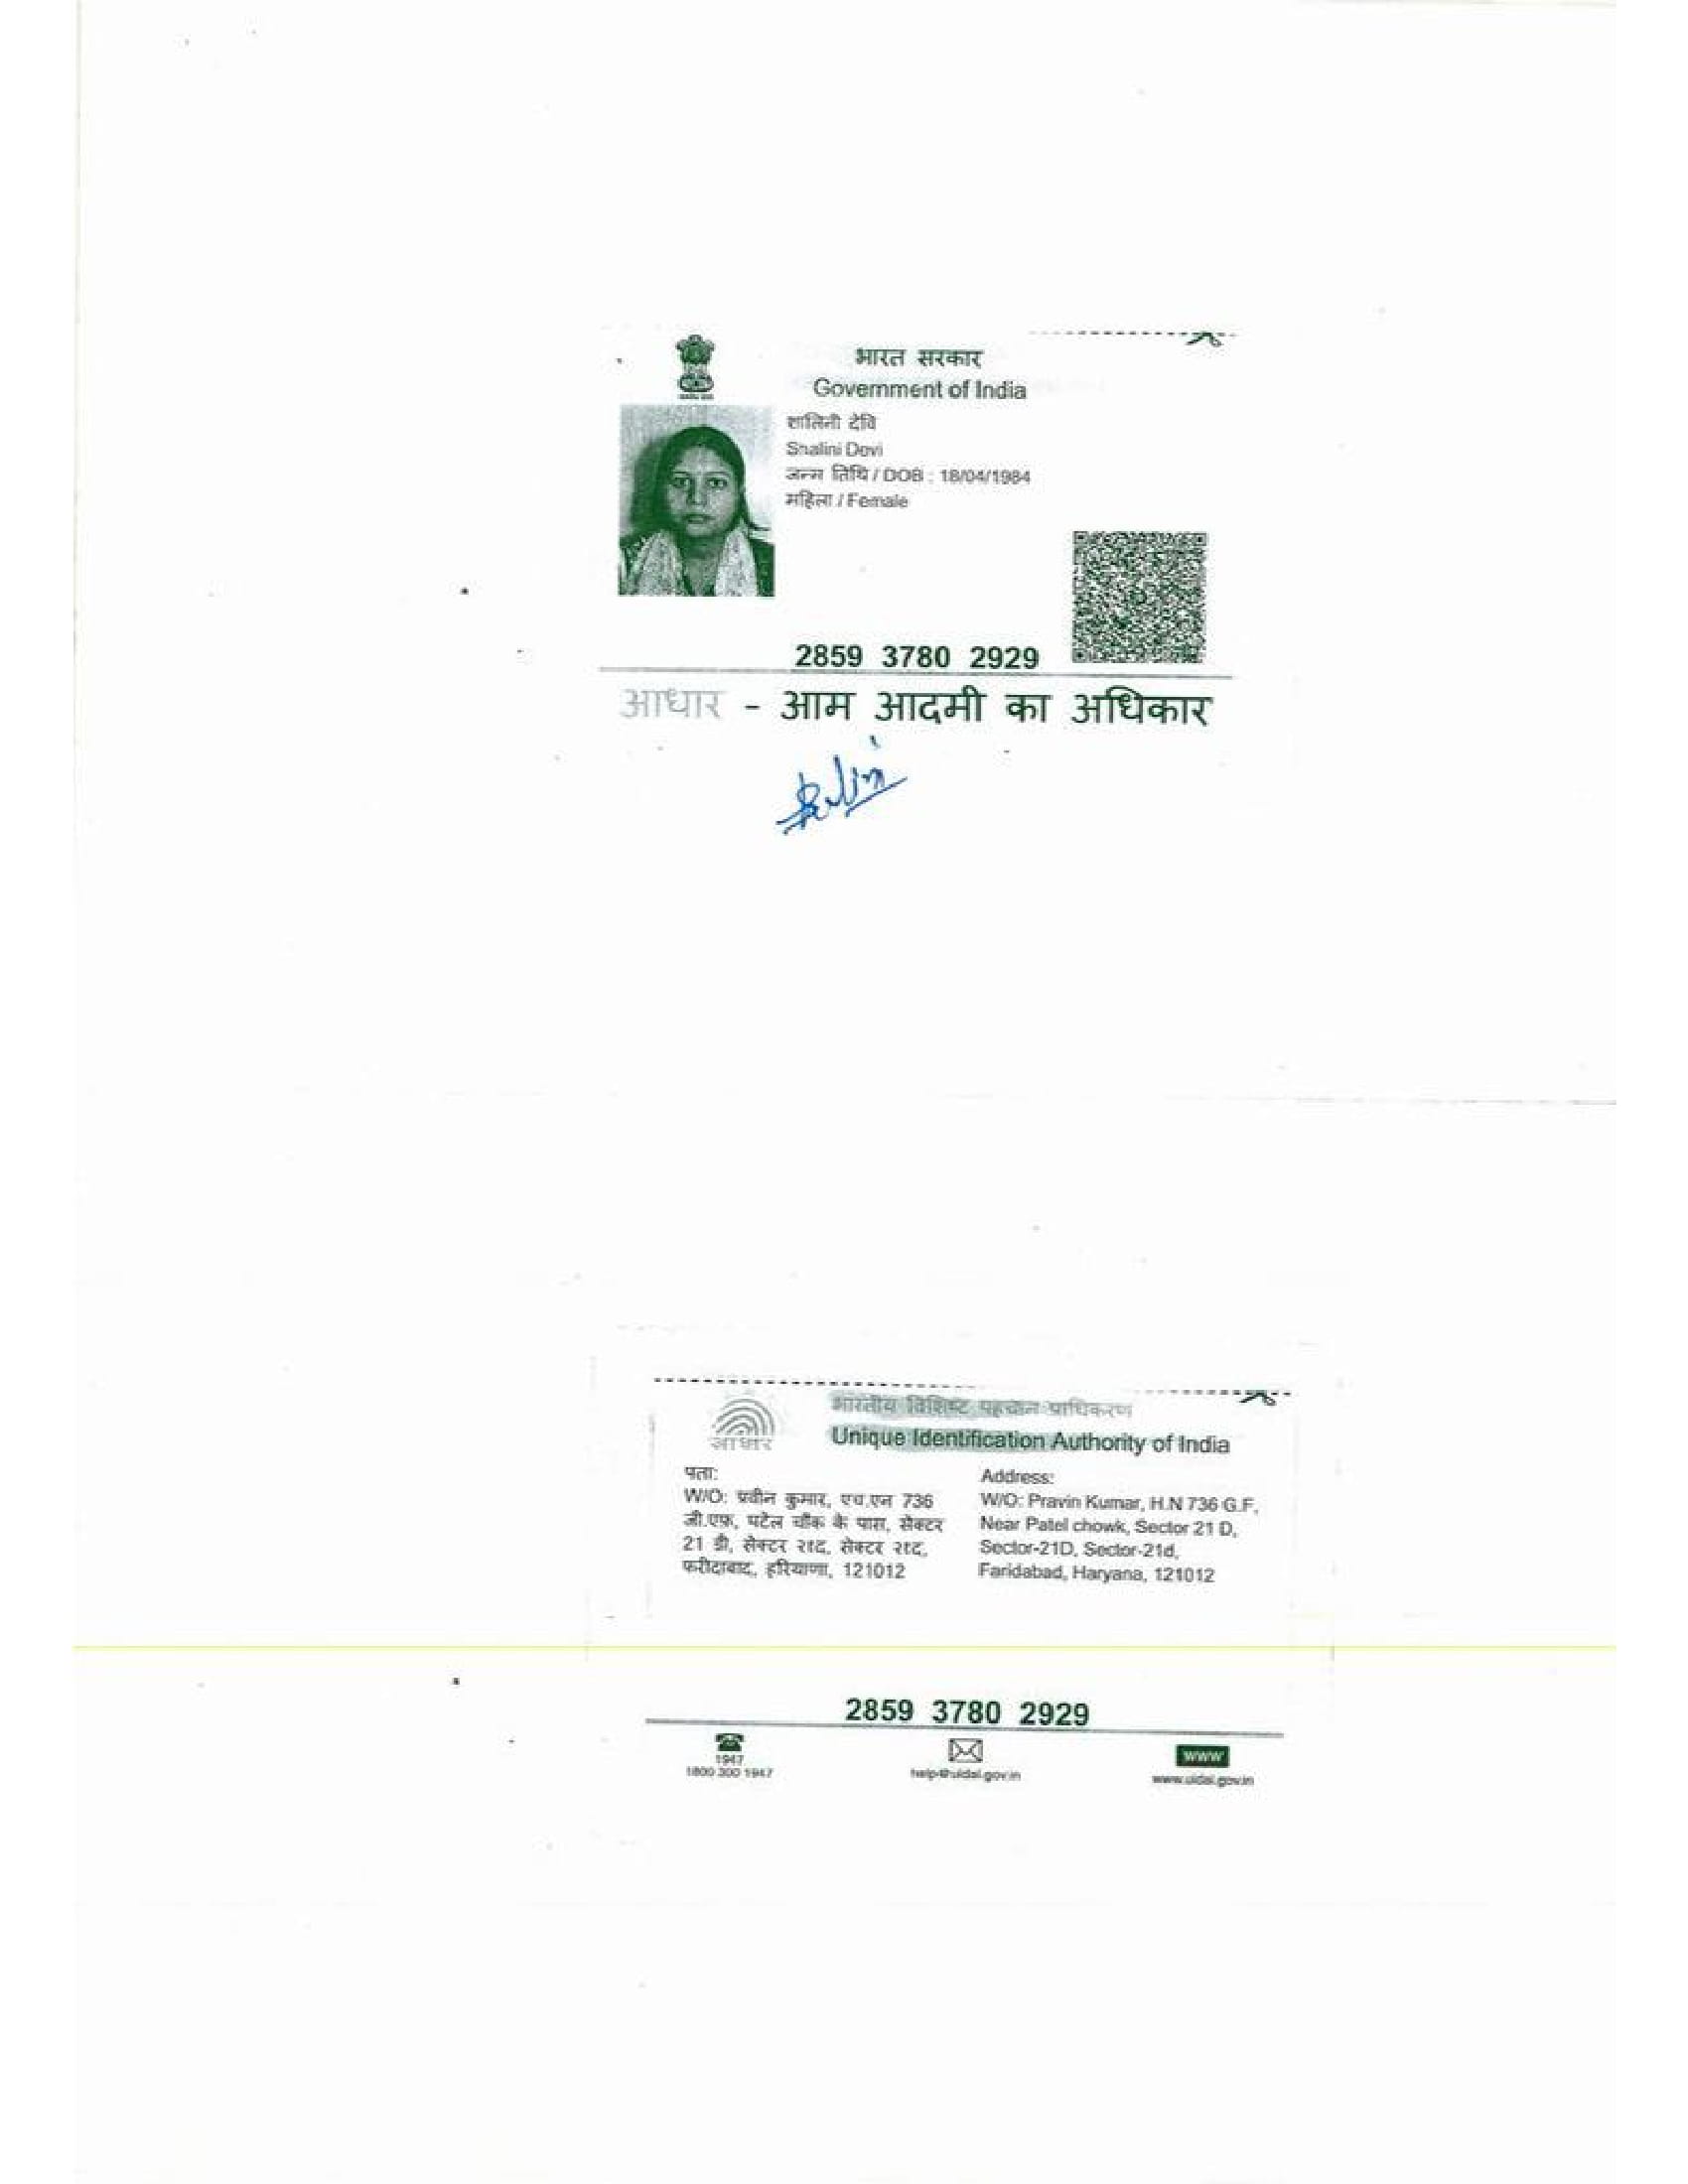 भारत सरकार
Government of India
शालिनी देवि
Shalini Devi
जन्म तिथि / DOB : 18/04/1984
महिला / Female
2859 3780 2929
आधार - आम आदमी का अधिकार
भारतीय विशिष्ट पहचान प्राधिकरण
Unique Identification Authority of India
आधार
पता:
W/O: प्रवीन कुमार, एच.एन 736
जी.एफ, पटेल चौक के पास, सेक्टर
21 डी, सेक्टर २१द, सेक्टर २१द,
फरीदाबाद, हरियाणा, 121012
Address:
W/O: Pravin Kumar, H.N 736 G.F,
Near Patel chowk, Sector 21 D,
Sector-21D, Sector-21d,
Faridabad, Haryana, 121012
2859 3780 2929
1947
1800 300 1947
help@uidai.gov.in
www
www.uidai.gov.in